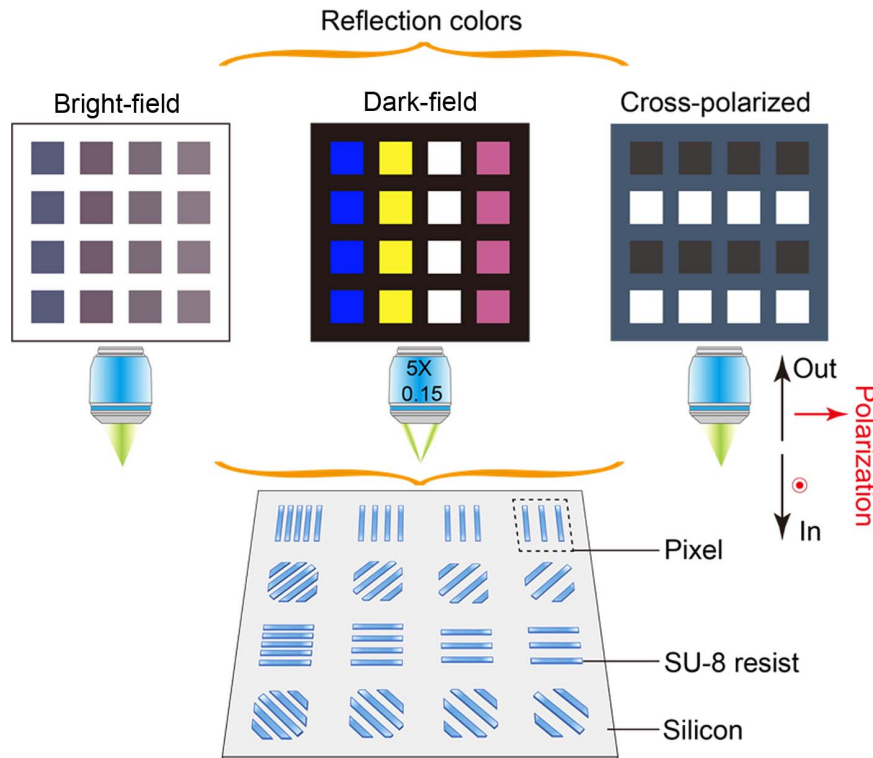 Reflection colors
Bright-field
Dark-field
Cross-polarized
5X
0.15
Out
Polarization
In
Pixel
SU-8 resist
Silicon